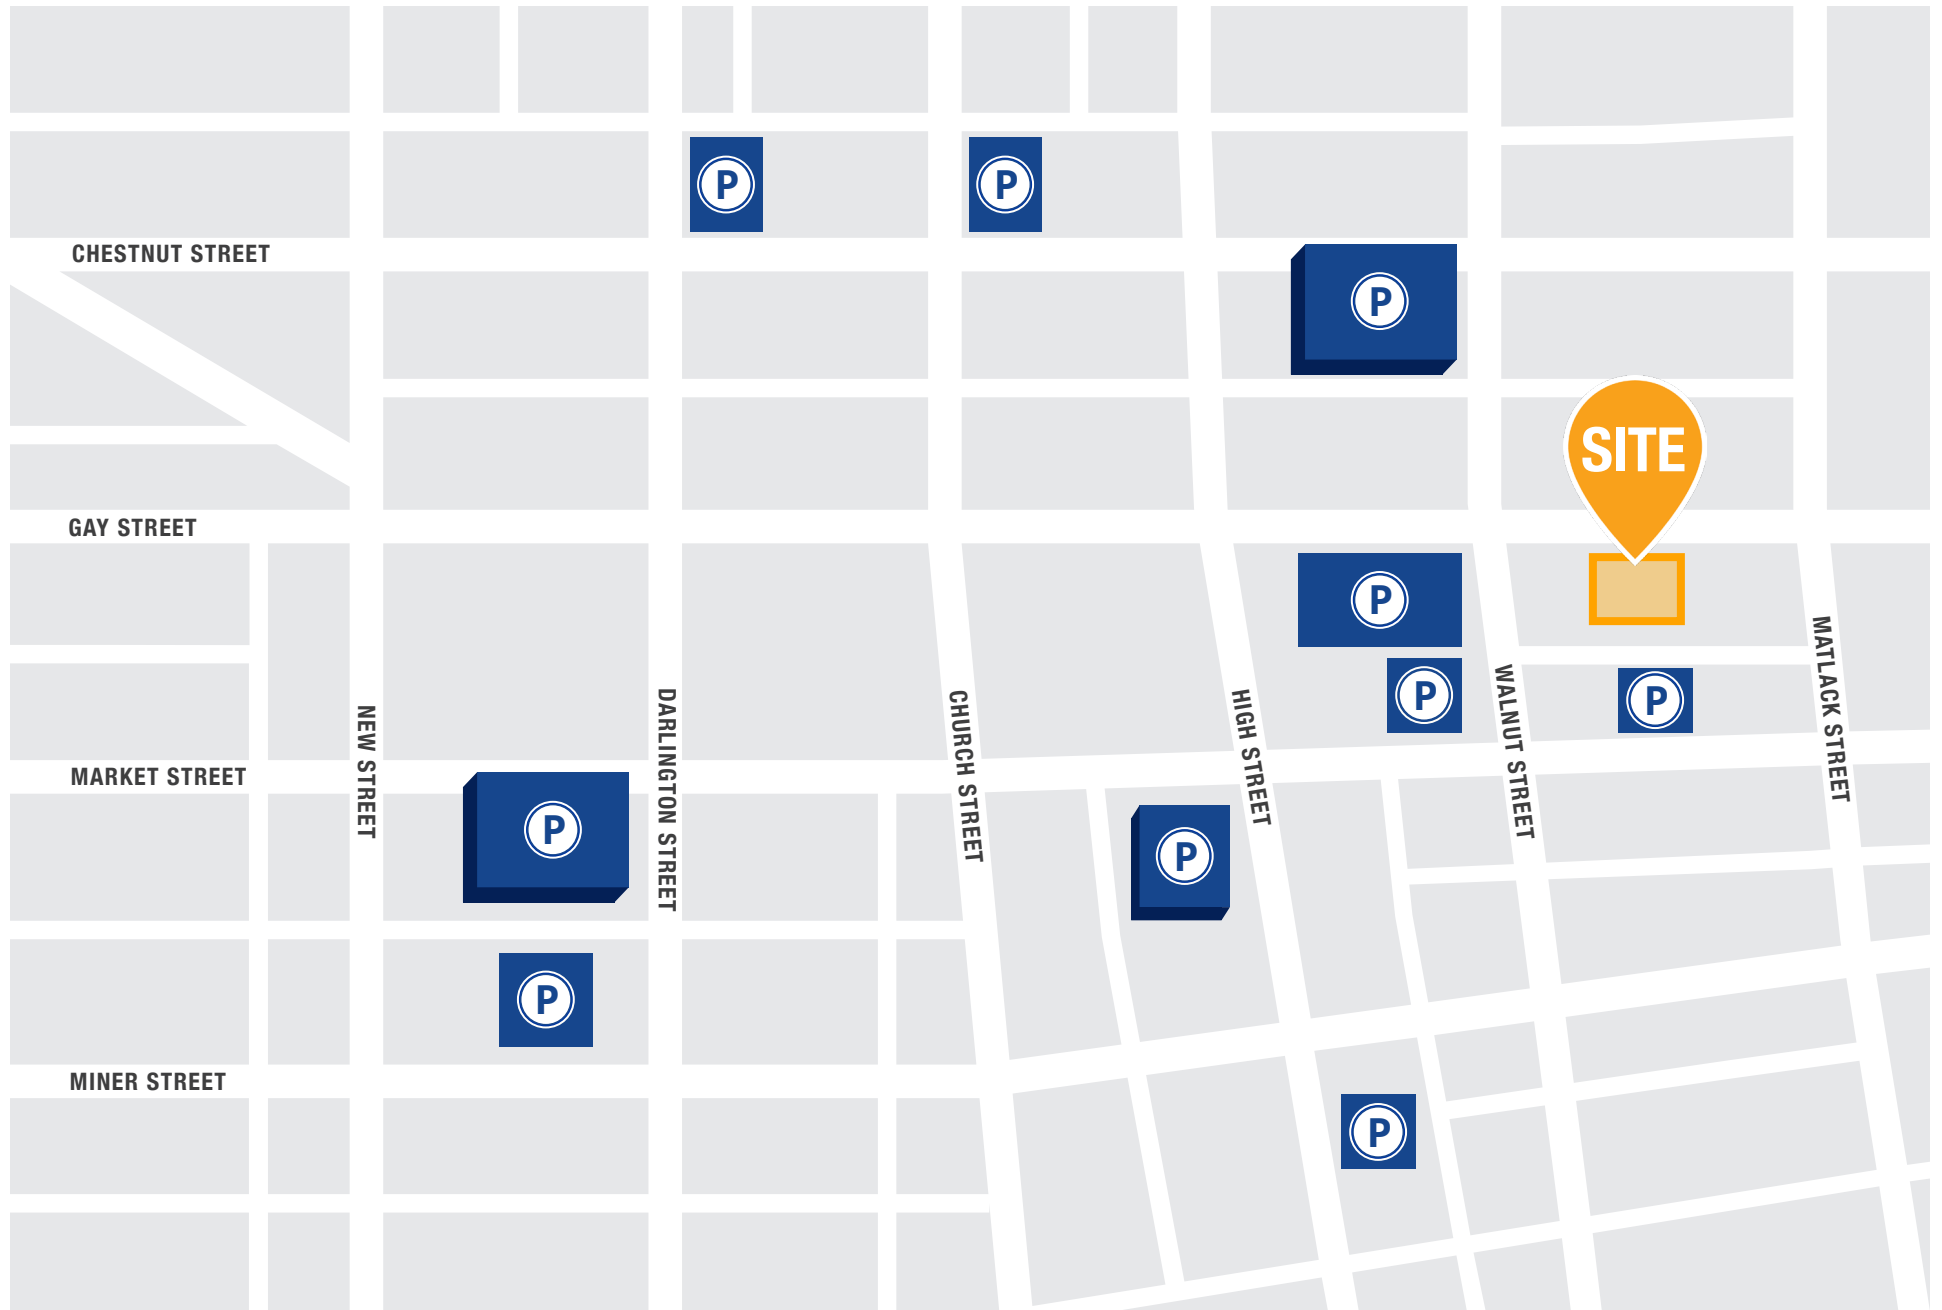 P
P
CHESTNUT STREET
P
SITE
GAY STREET
P
P
P
MATLACK STREET
WALNUT STREET
HIGH STREET
CHURCH STREET
DARLINGTON STREET
NEW STREET
MARKET STREET
P
P
P
MINER STREET
P